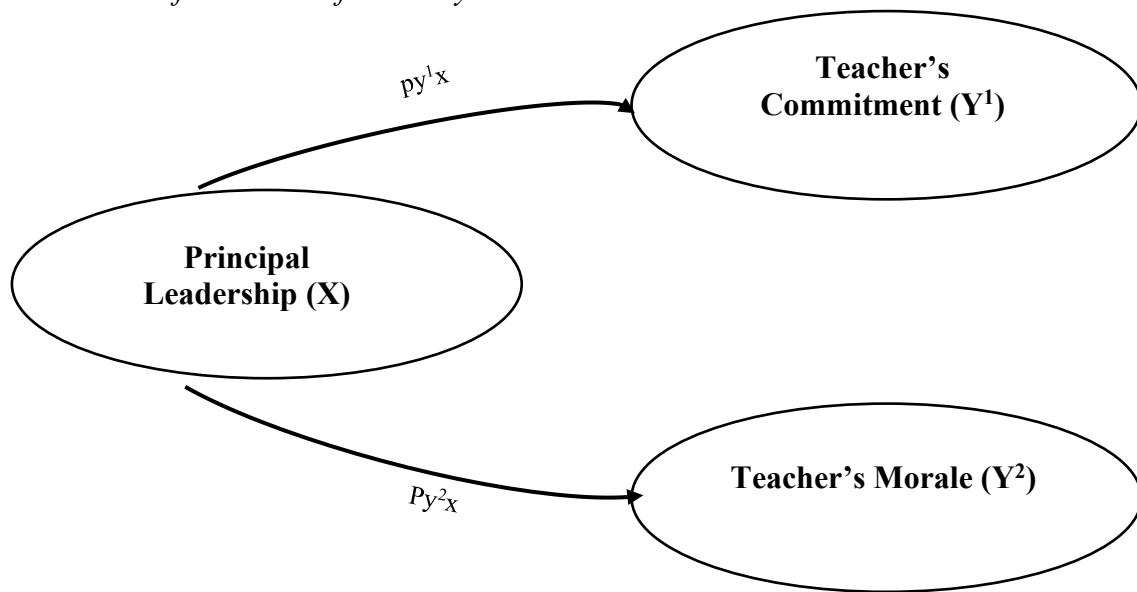 py¹x
Teacher's
Commitment (Y¹)
Principal
Leadership (X)
Teacher's Morale (Y²)
Py²x